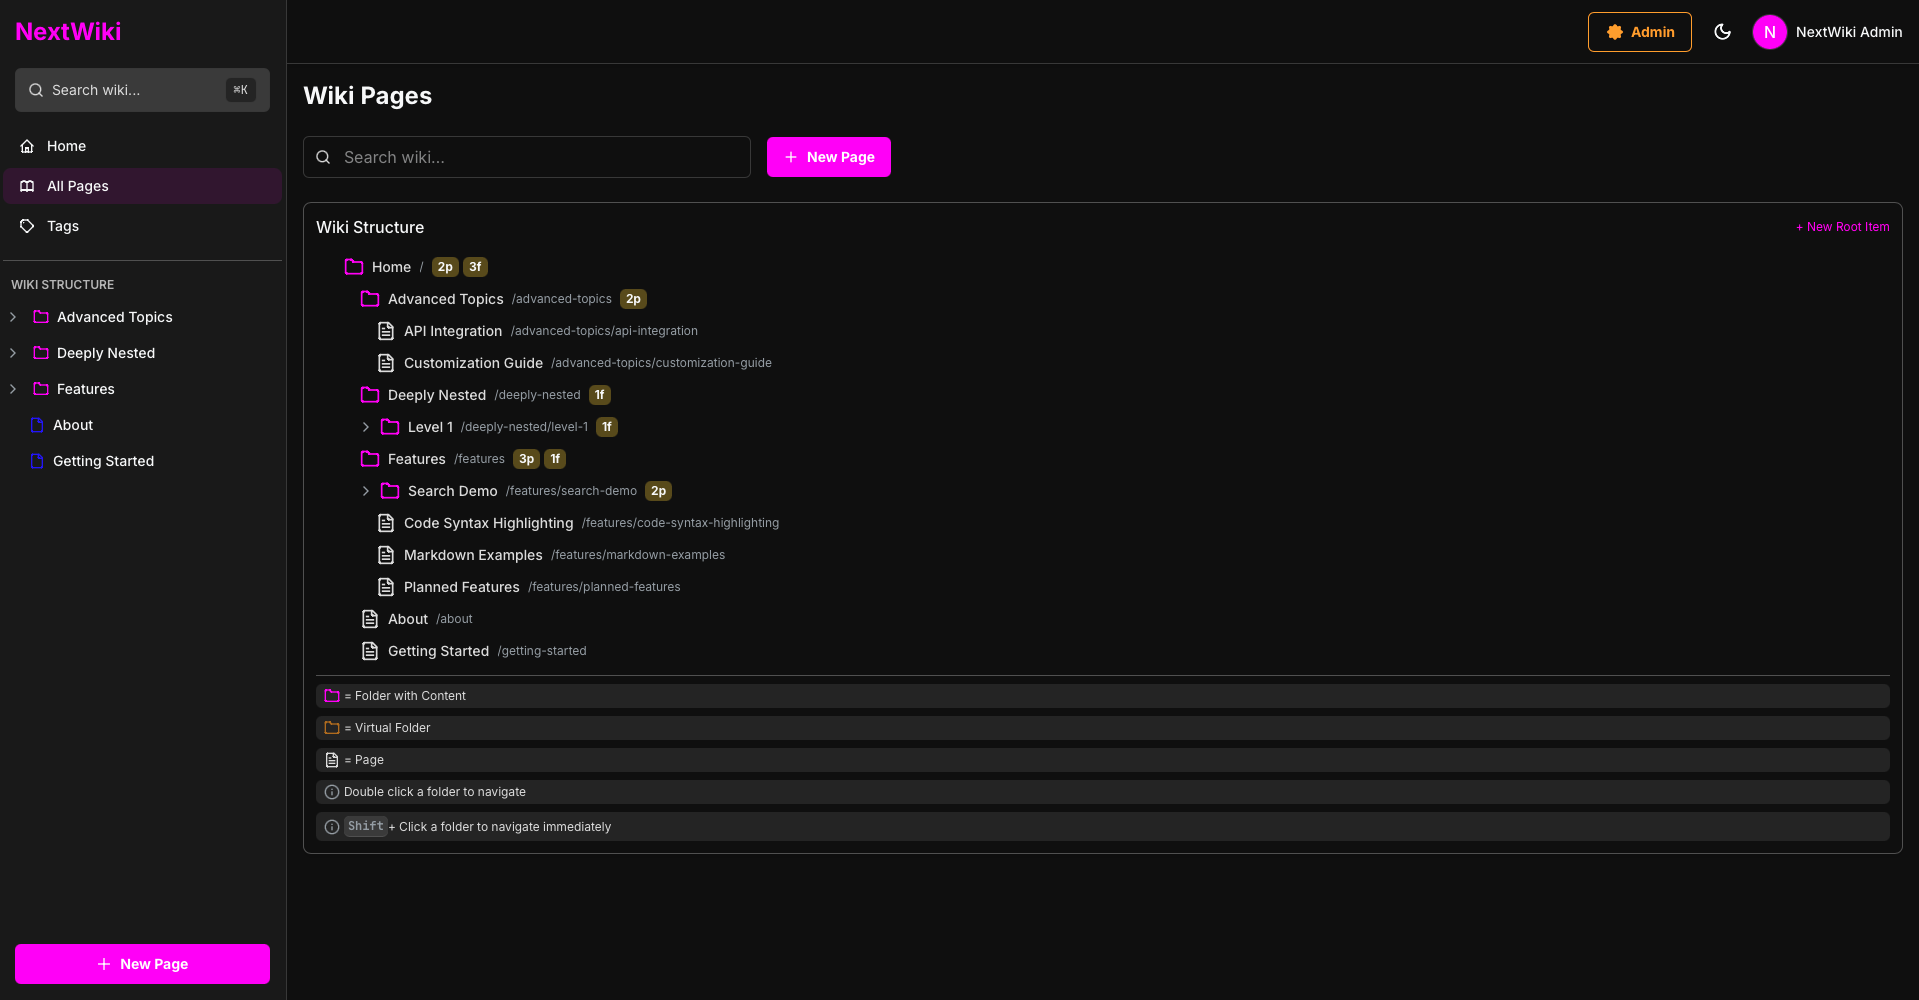 NextWiki
Search wiki... ⌘K
Home
All Pages
Tags
WIKI STRUCTURE
Advanced Topics
Deeply Nested
Features
About
Getting Started
New Page
Admin
N NextWiki Admin
Wiki Pages
Search wiki...
New Page
Wiki Structure
+ New Root Item
Home / 2p 3f
Advanced Topics /advanced-topics 2p
API Integration /advanced-topics/api-integration
Customization Guide /advanced-topics/customization-guide
Deeply Nested /deeply-nested 1f
Level 1 /deeply-nested/level-1 1f
Features /features 3p 1f
Search Demo /features/search-demo 2p
Code Syntax Highlighting /features/code-syntax-highlighting
Markdown Examples /features/markdown-examples
Planned Features /features/planned-features
About /about
Getting Started /getting-started
= Folder with Content
= Virtual Folder
= Page
Double click a folder to navigate
Shift + Click a folder to navigate immediately